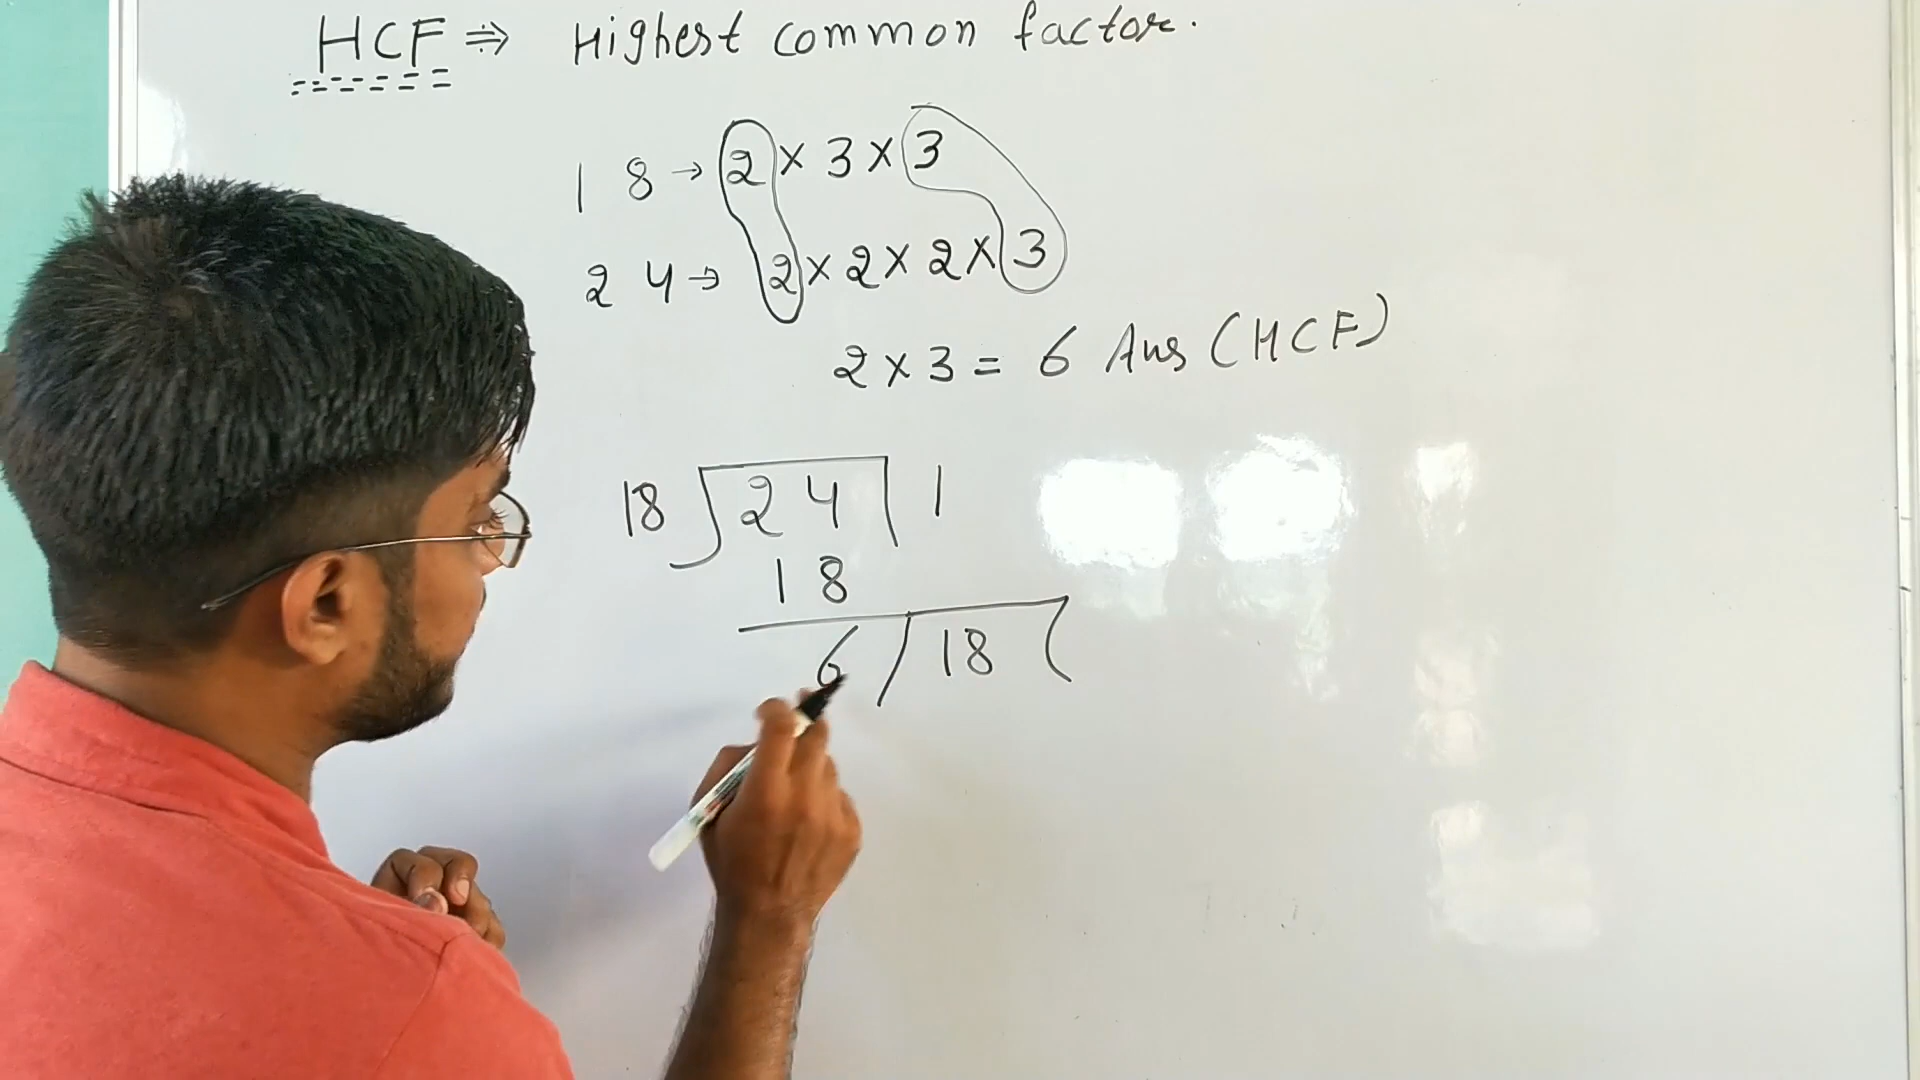 HCF ⇒ Highest common factor.
18 → 2 × 3 × 3
24 → 2 × 2 × 2 × 3
2 × 3 = 6 Ans (HCF)
18 24 1
18
6 18